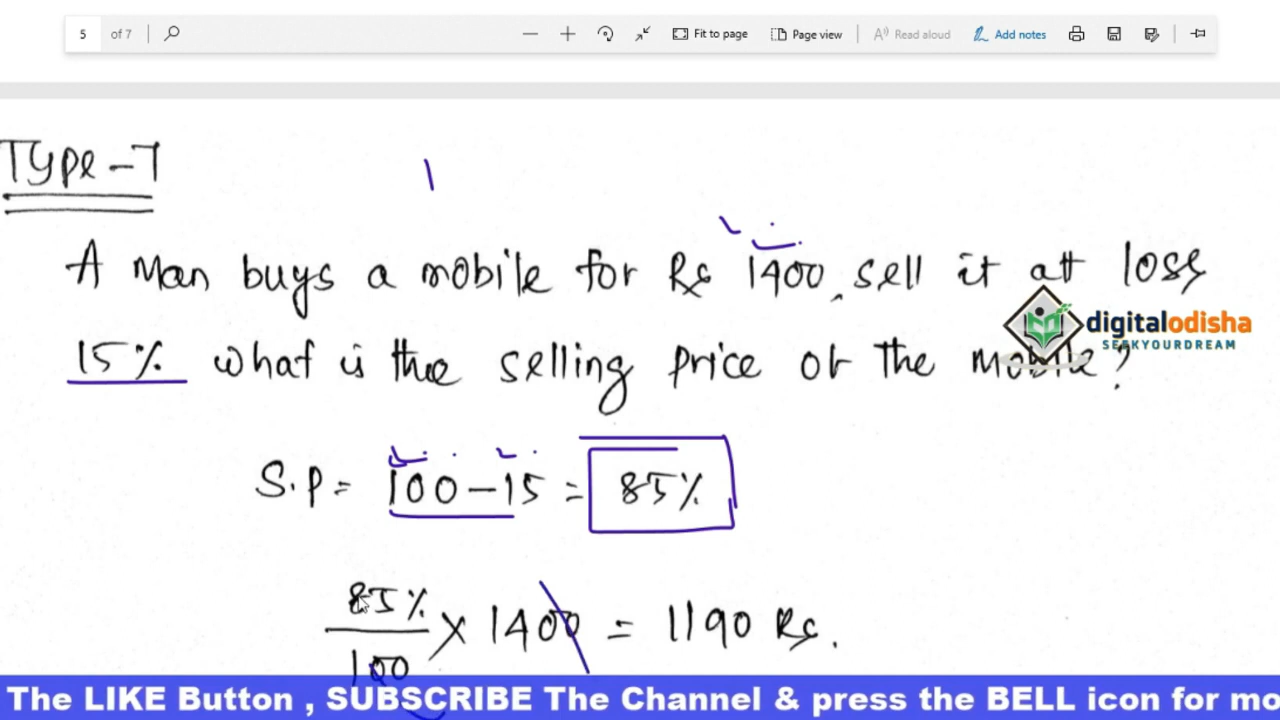 5 of 7 Fit to page Page view Read aloud Add notes
TYPE-7
A Man buys a mobile for Rs 1400, sell it at loss
digitalodisha
SEEKYOURDREAM
15% what is the selling price of the mobile?
S.P = 100 - 15 = 85%
85% / 100 × 1400 = 1190 Rs.
The LIKE Button , SUBSCRIBE The Channel & press the BELL icon for mo